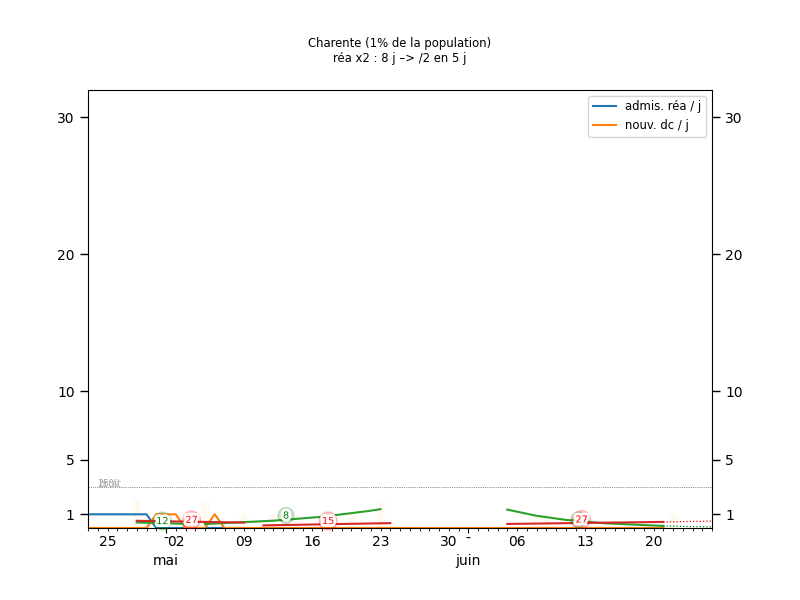 Charente (1% de la population)
réa x2 : 8 j –> /2 en 5 j
admis. réa / j
nouv. dc / j
30 30
20 20
10 10
5 5
1 1
12 27 8 15 27
25 02 09 16 23 30 06 13 20
mai juin